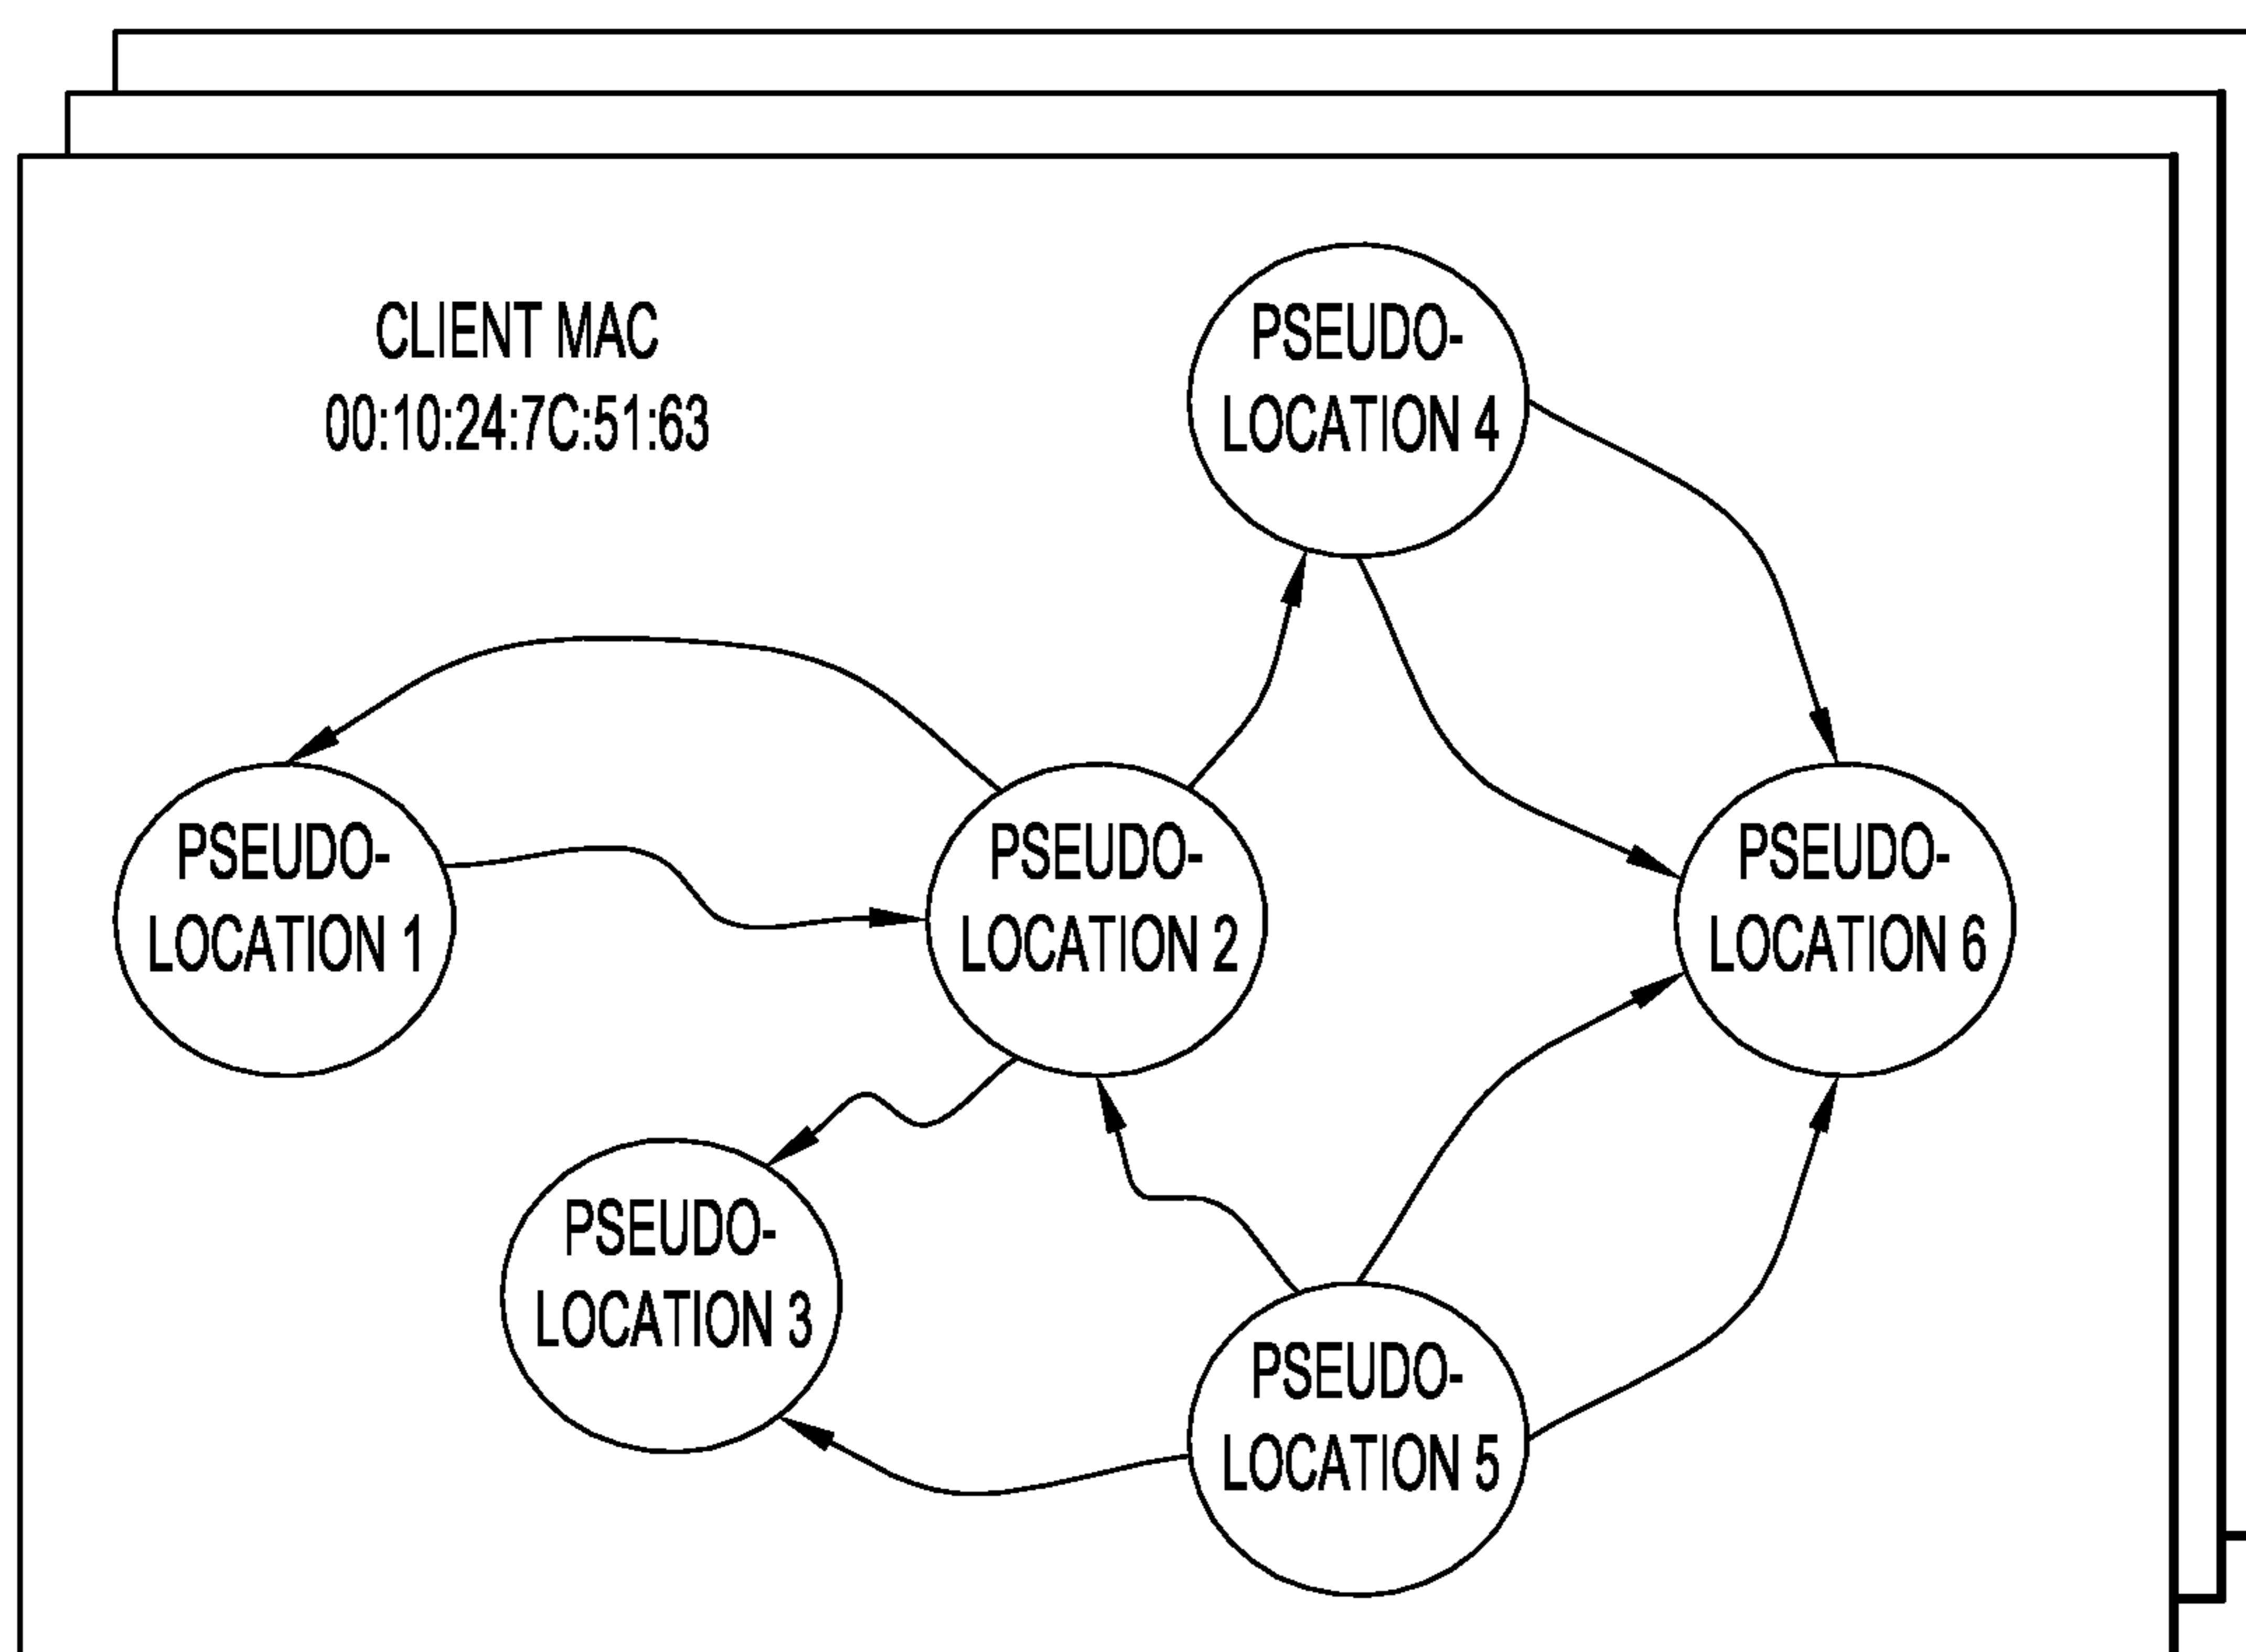 CLIENT MAC
00:10:24:7C:51:63
PSEUDO-
LOCATION 4
PSEUDO-
LOCATION 1
PSEUDO-
LOCATION 2
PSEUDO-
LOCATION 6
PSEUDO-
LOCATION 3
PSEUDO-
LOCATION 5